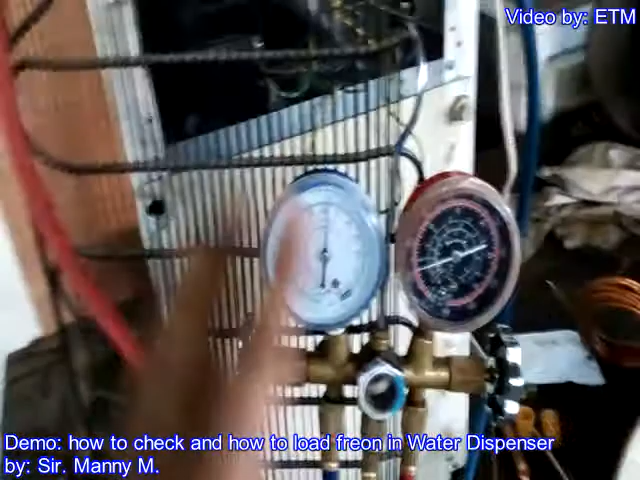 Video by: ETM
Demo: how to check and how to load freon in Water Dispenser
by: Sir. Manny M.